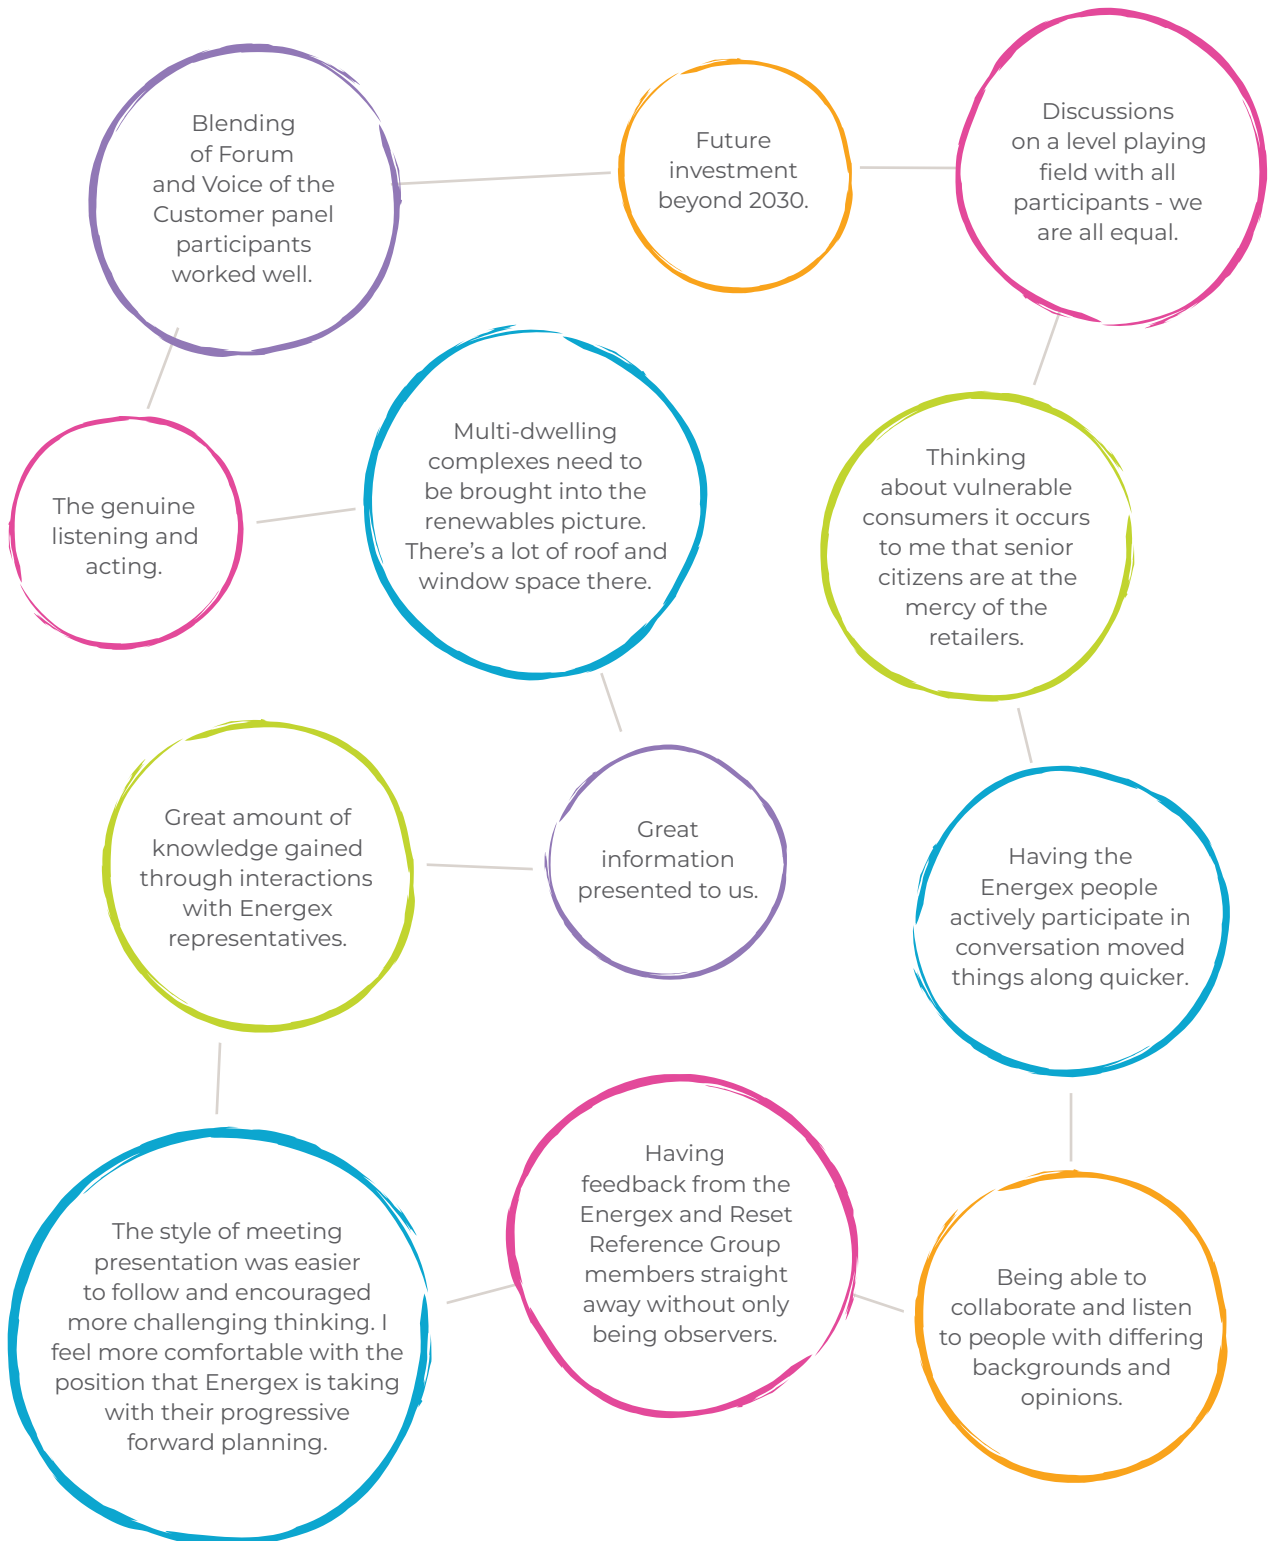 Blending
of Forum
and Voice of the
Customer panel
participants
worked well.
Future
investment
beyond 2030.
Discussions
on a level playing
field with all
participants - we
are all equal.
The genuine
listening and
acting.
Multi-dwelling
complexes need to
be brought into the
renewables picture.
There’s a lot of roof and
window space there.
Thinking
about vulnerable
consumers it occurs
to me that senior
citizens are at the
mercy of the
retailers.
Great amount of
knowledge gained
through interactions
with Energex
representatives.
Great
information
presented to us.
Having the
Energex people
actively participate in
conversation moved
things along quicker.
The style of meeting
presentation was easier
to follow and encouraged
more challenging thinking. I
feel more comfortable with the
position that Energex is taking
with their progressive
forward planning.
Having
feedback from the
Energex and Reset
Reference Group
members straight
away without only
being observers.
Being able to
collaborate and listen
to people with differing
backgrounds and
opinions.